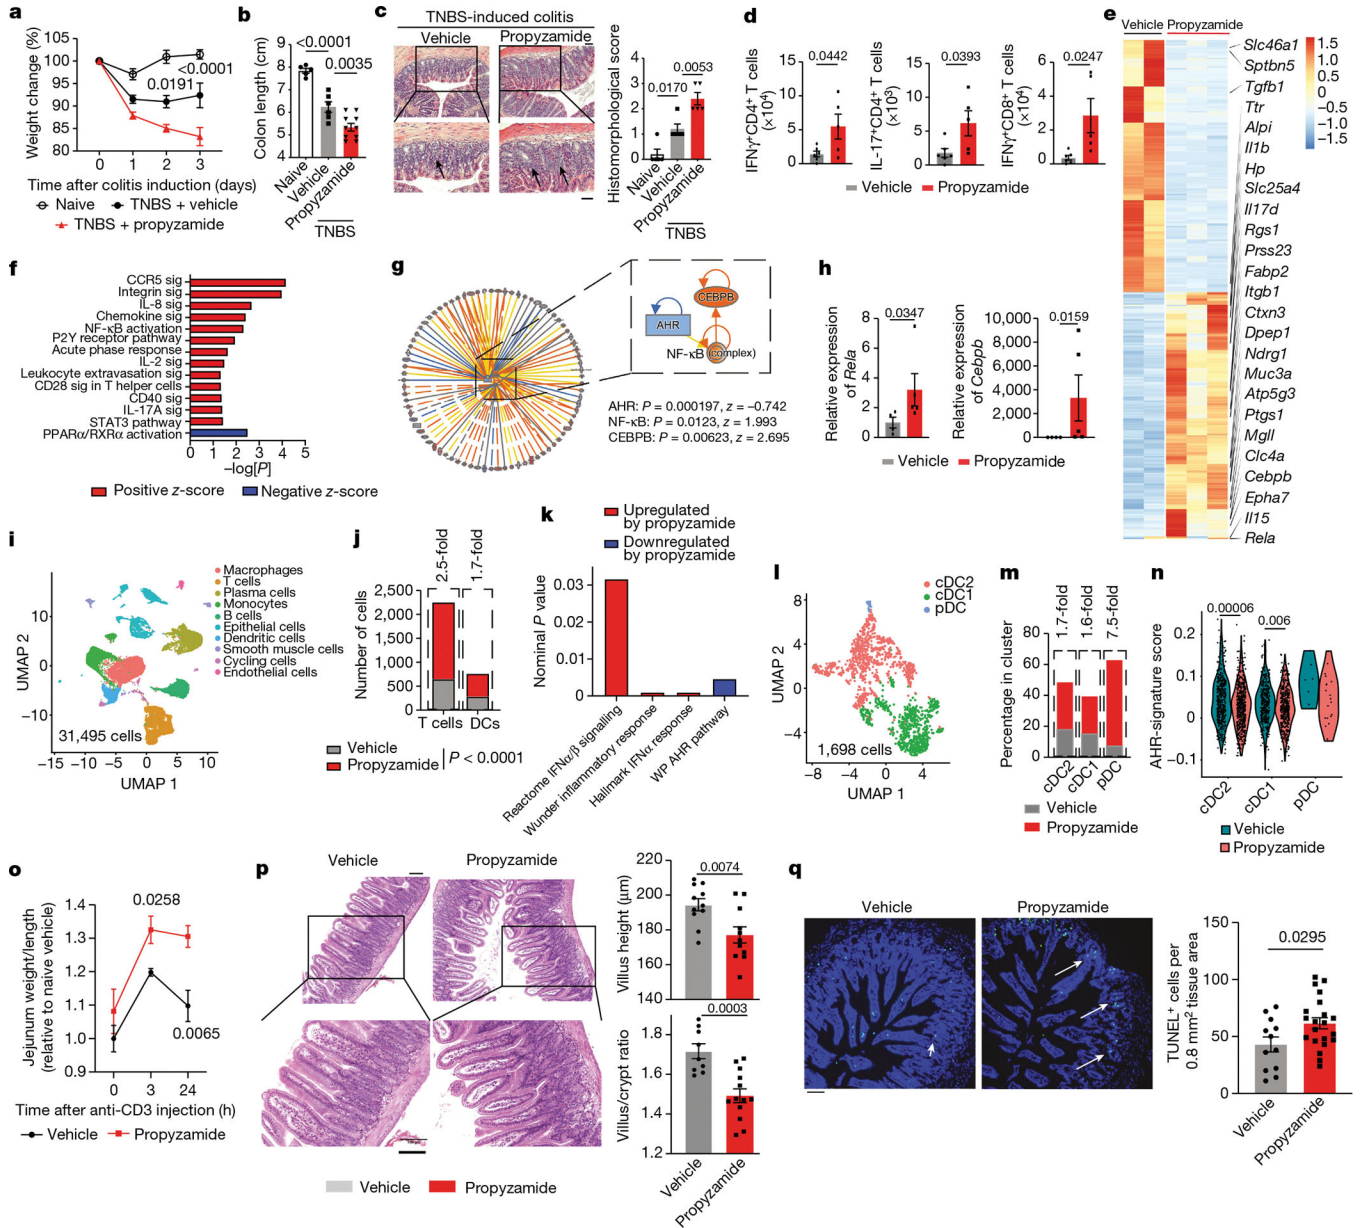 a
Weight change (%)
105
100
95
90
85
80
<0.0001
0.0191
0 1 2 3
Time after colitis induction (days)
Naive TNBS + vehicle
TNBS + propyzamide
b
Colon length (cm)
9
8
7
6
5
4
<0.0001
0.0035
Naive
Vehicle
Propyzamide
TNBS
c
TNBS-induced colitis
Vehicle Propyzamide
Histomorphological score
4
3
2
1
0
0.0053
0.0170
Naive
Vehicle
Propyzamide
TNBS
d
IFNγ+CD4+ T cells
(×10⁴)
15
10
5
0
0.0442
IL-17+CD4+ T cells
(×10³)
15
10
5
0
0.0393
IFNγ+CD8+ T cells
(×10⁴)
6
4
2
0
0.0247
Vehicle Propyzamide
e
Vehicle Propyzamide
1.5
1.0
0.5
0
−0.5
−1.0
−1.5
Slc46a1
Sptbn5
Tgfb1
Ttr
Alpi
Il1b
Hp
Slc25a4
Il17d
Rgs1
Prss23
Fabp2
Itgb1
Ctxn3
Dpep1
Ndrg1
Muc3a
Atp5g3
Ptgs1
Mgll
Clc4a
Cebpb
Epha7
Il15
Rela
f
CCR5 sig
Integrin sig
IL-8 sig
Chemokine sig
NF-κB activation
P2Y receptor pathway
Acute phase response
IL-2 sig
Leukocyte extravasation sig
CD28 sig in T helper cells
CD40 sig
IL-17A sig
STAT3 pathway
PPARα/RXRα activation
0 1 2 3 4 5
−log[P]
Positive z-score Negative z-score
g
CEBPB
AHR
NF-κB (complex)
AHR: P = 0.000197, z = −0.742
NF-κB: P = 0.0123, z = 1.993
CEBPB: P = 0.00623, z = 2.695
h
Relative expression
of Rela
8
6
4
2
0
0.0347
Relative expression
of Cebpb
10,000
8,000
6,000
4,000
2,000
0
0.0159
Vehicle Propyzamide
i
UMAP 2
10
0
−10
31,495 cells
−15 −10 −5 0 5 10
UMAP 1
Macrophages
T cells
Plasma cells
Monocytes
B cells
Epithelial cells
Dendritic cells
Smooth muscle cells
Cycling cells
Endothelial cells
j
2.5-fold
1.7-fold
Number of cells
2,500
2,000
1,500
1,000
500
0
T cells DCs
Vehicle
Propyzamide
P < 0.0001
k
Upregulated
by propyzamide
Downregulated
by propyzamide
Nominal P value
0.03
0.01
0
Reactome IFNα/β signalling
Wunder inflammatory response
Hallmark IFNα response
WP AHR pathway
l
cDC2
cDC1
pDC
UMAP 2
8
4
0
−4
1,698 cells
−8 −4 0 4
UMAP 1
m
1.7-fold
1.6-fold
7.5-fold
Percentage in cluster
80
60
40
20
0
cDC2
cDC1
pDC
Vehicle
Propyzamide
n
AHR-signature score
0.2
0.1
0
−0.1
0.00006
0.006
cDC2
cDC1
pDC
Vehicle
Propyzamide
o
Jejunum weight/length
(relative to naive vehicle)
1.4
1.3
1.2
1.1
1.0
0.9
0.0258
0.0065
0 3 24
Time after anti-CD3 injection (h)
Vehicle Propyzamide
p
Vehicle Propyzamide
Villus height (μm)
220
200
180
160
140
0.0074
Villus/crypt ratio
1.8
1.6
1.4
1.2
0.0003
Vehicle
Propyzamide
Vehicle Propyzamide
q
Vehicle Propyzamide
TUNEL+ cells per
0.8 mm² tissue area
150
100
50
0
0.0295
Vehicle
Propyzamide